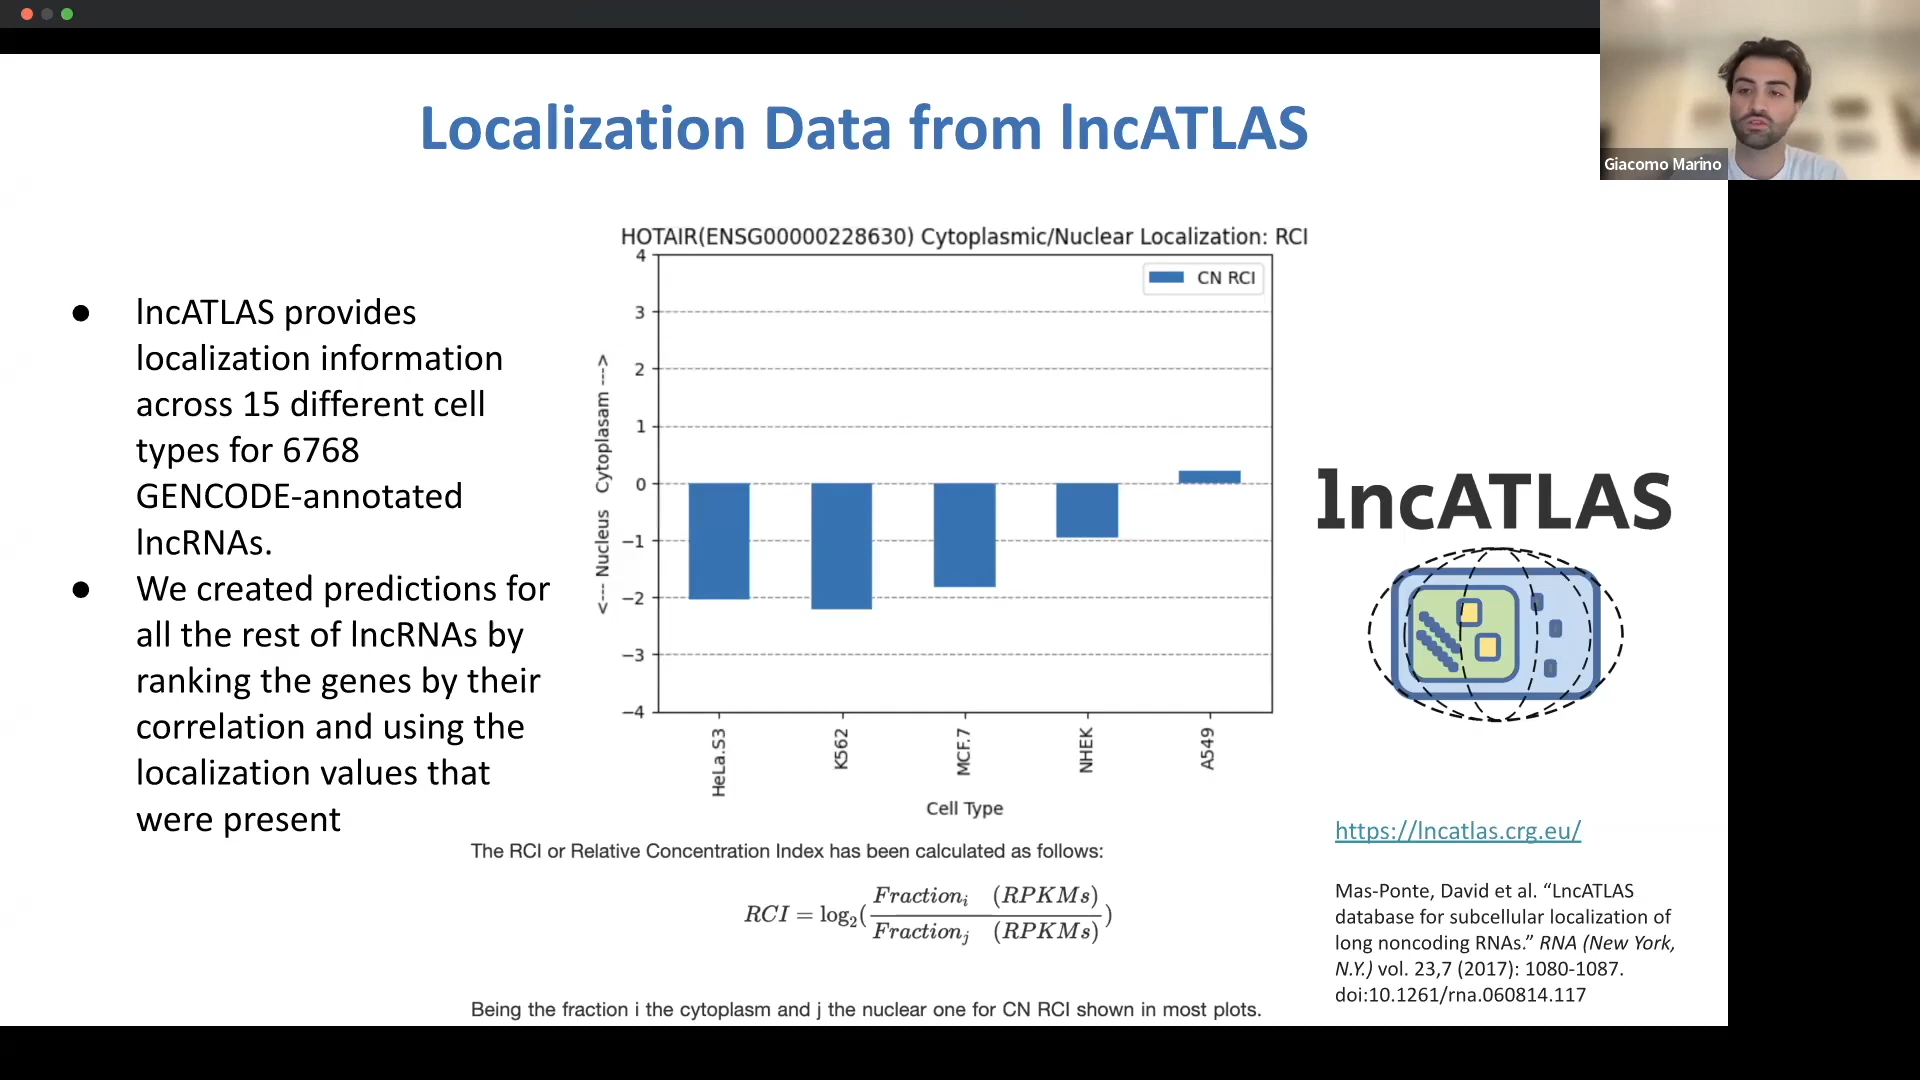 Giacomo Marino
Localization Data from lncATLAS
● lncATLAS provides
localization information
across 15 different cell
types for 6768
GENCODE-annotated
lncRNAs.
● We created predictions for
all the rest of lncRNAs by
ranking the genes by their
correlation and using the
localization values that
were present
HOTAIR(ENSG00000228630) Cytoplasmic/Nuclear Localization: RCI
CN RCI
4
3
2
1
0
−1
−2
−3
−4
<--- Nucleus Cytoplasam --->
HeLa.S3
K562
MCF.7
NHEK
A549
Cell Type
The RCI or Relative Concentration Index has been calculated as follows:
RCI = log₂(Fractionᵢ (RPKMs) / Fractionⱼ (RPKMs))
Being the fraction i the cytoplasm and j the nuclear one for CN RCI shown in most plots.
lncATLAS
https://lncatlas.crg.eu/
Mas-Ponte, David et al. “LncATLAS
database for subcellular localization of
long noncoding RNAs.” RNA (New York,
N.Y.) vol. 23,7 (2017): 1080-1087.
doi:10.1261/rna.060814.117